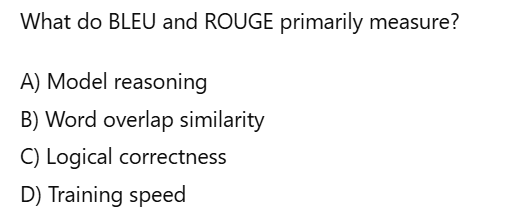 What do BLEU and ROUGE primarily measure?
A) Model reasoning
B) Word overlap similarity
C) Logical correctness
D) Training speed